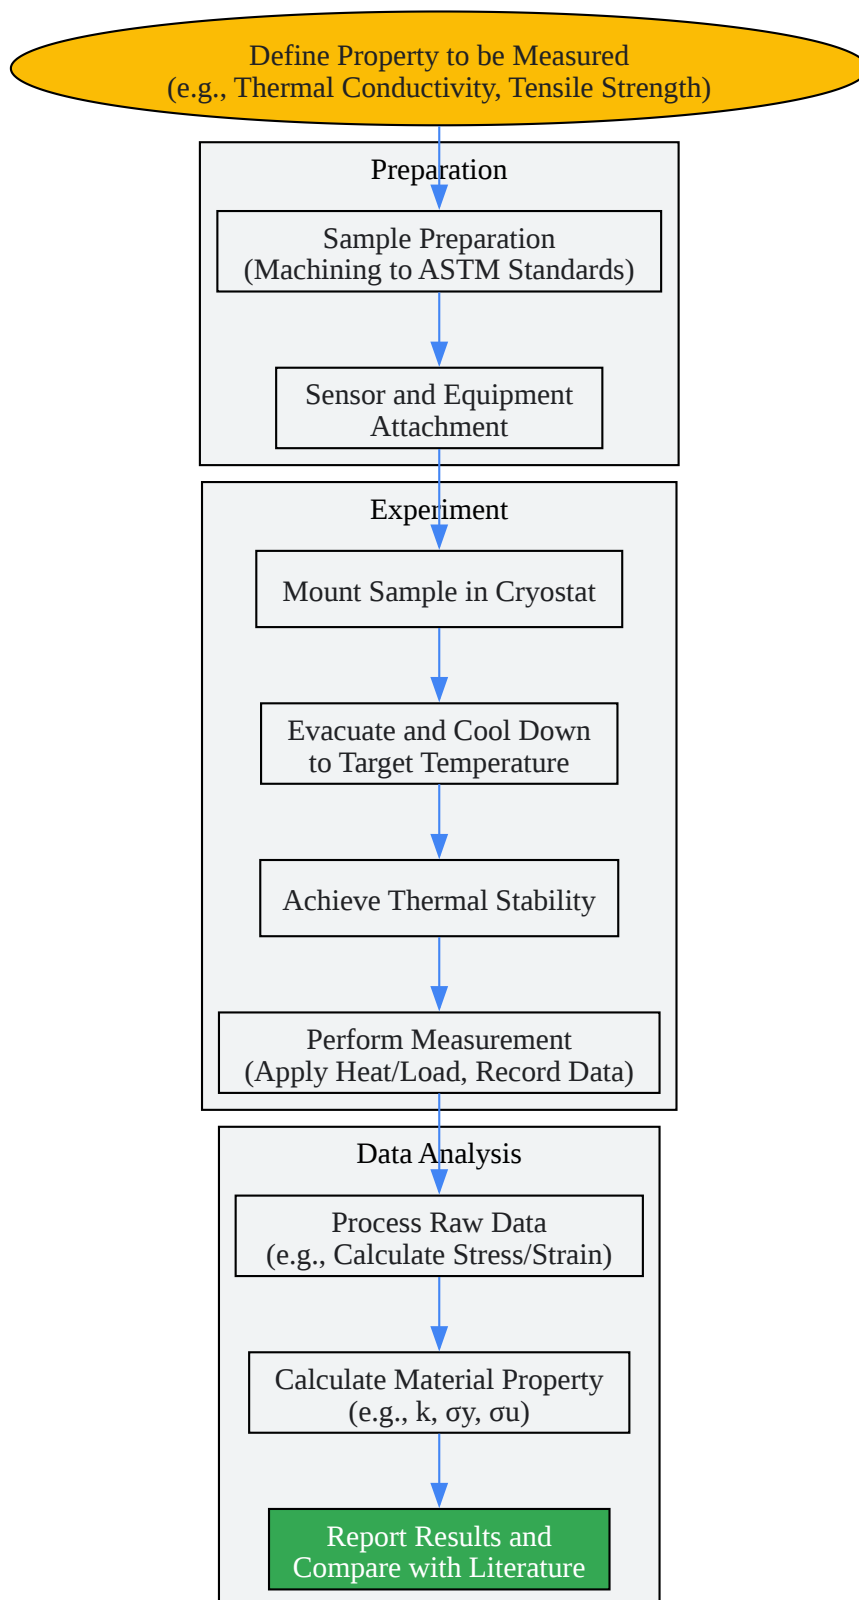 Define Property to be Measured
(e.g., Thermal Conductivity, Tensile Strength)
Preparation
Sample Preparation
(Machining to ASTM Standards)
Sensor and Equipment
Attachment
Experiment
Mount Sample in Cryostat
Evacuate and Cool Down
to Target Temperature
Achieve Thermal Stability
Perform Measurement
(Apply Heat/Load, Record Data)
Data Analysis
Process Raw Data
(e.g., Calculate Stress/Strain)
Calculate Material Property
(e.g., k, σy, σu)
Report Results and
Compare with Literature